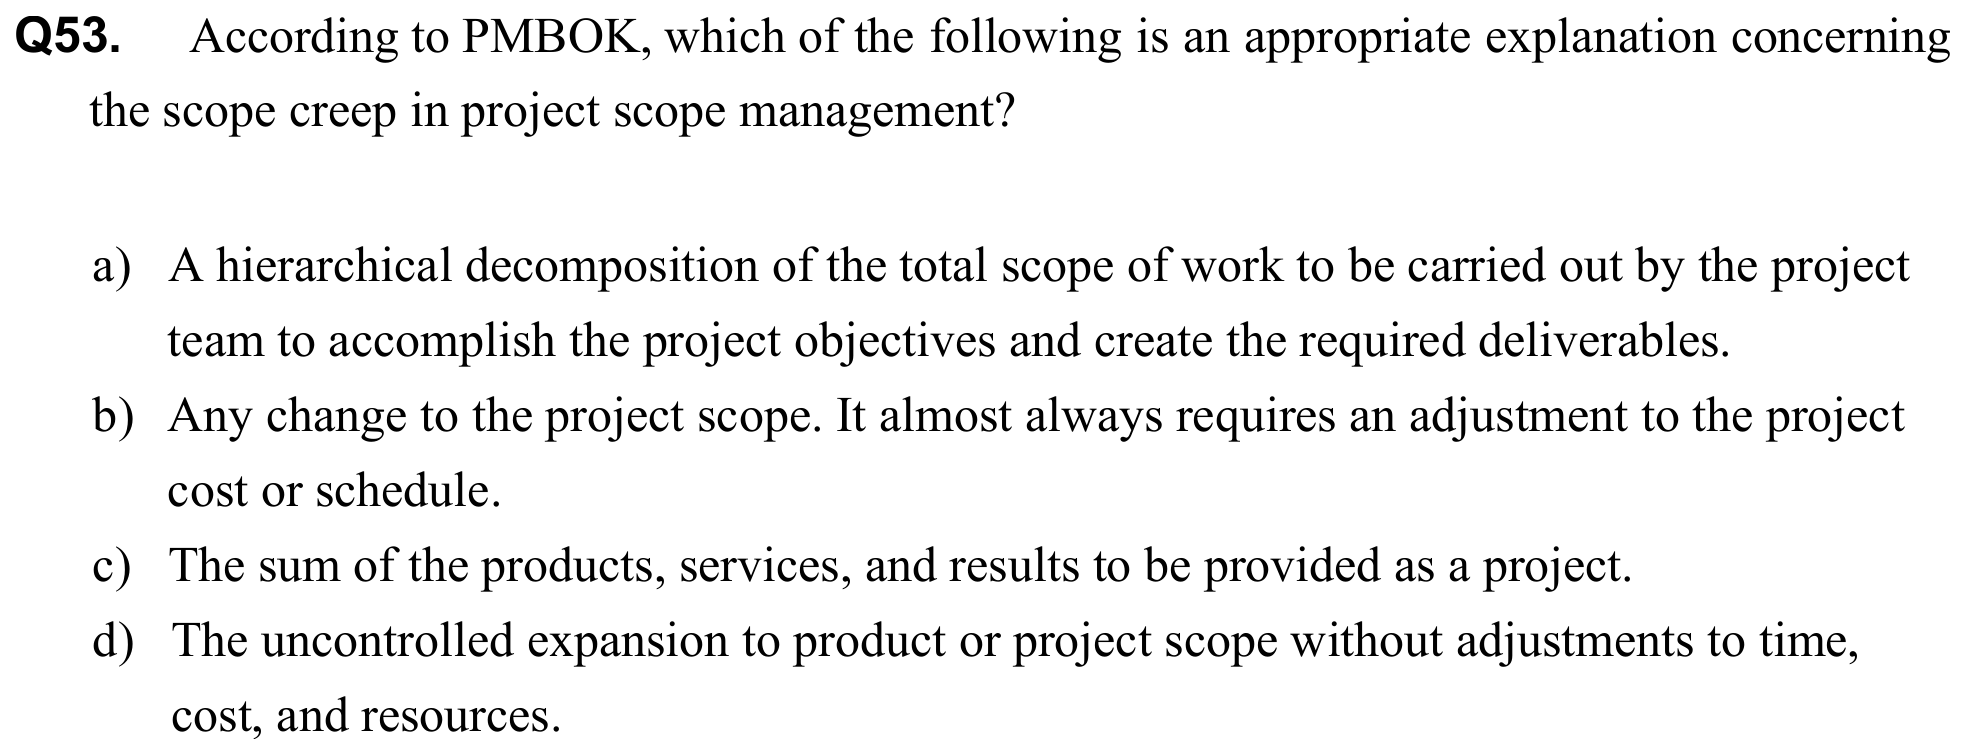 Q53. According to PMBOK, which of the following is an appropriate explanation concerning
the scope creep in project scope management?
a) A hierarchical decomposition of the total scope of work to be carried out by the project
team to accomplish the project objectives and create the required deliverables.
b) Any change to the project scope. It almost always requires an adjustment to the project
cost or schedule.
c) The sum of the products, services, and results to be provided as a project.
d) The uncontrolled expansion to product or project scope without adjustments to time,
cost, and resources.